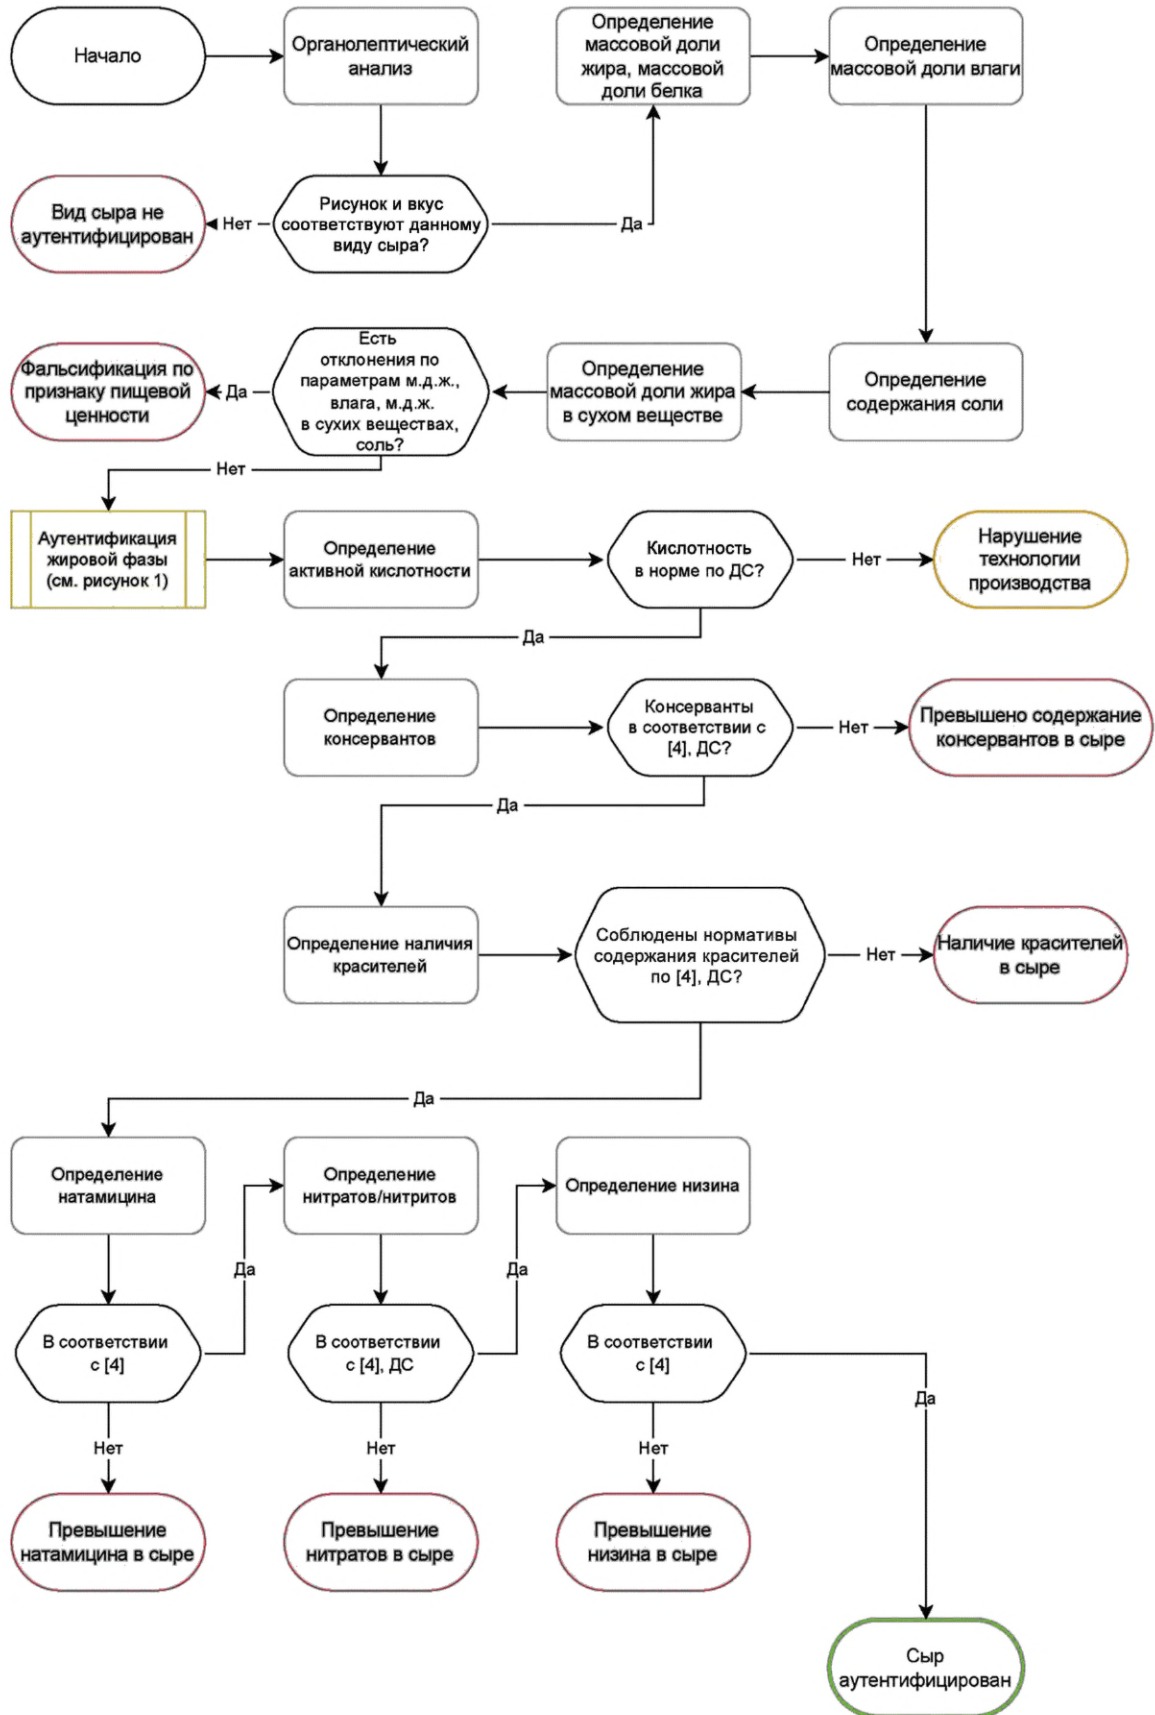 Начало
Органолептический
анализ
Определение
массовой доли
жира, массовой
доли белка
Определение
массовой доли влаги
Вид сыра не
аутентифицирован
Нет
Рисунок и вкус
соответствуют данному
виду сыра?
Да
Фальсификация по
признаку пищевой
ценности
Да
Есть
отклонения по
параметрам м.д.ж.,
влага, м.д.ж.
в сухих веществах,
соль?
Определение
массовой доли жира
в сухом веществе
Определение
содержания соли
Нет
Аутентификация
жировой фазы
(см. рисунок 1)
Определение
активной кислотности
Кислотность
в норме по ДС?
Нет
Нарушение
технологии
производства
Да
Определение
консервантов
Консерванты
в соответствии с
[4], ДС?
Нет
Превышено содержание
консервантов в сыре
Да
Определение наличия
красителей
Соблюдены нормативы
содержания красителей
по [4], ДС?
Нет
Наличие красителей
в сыре
Да
Определение
натамицина
Определение
нитратов/нитритов
Определение низина
Да
Да
В соответствии
с [4]
В соответствии
с [4], ДС
В соответствии
с [4]
Да
Нет
Нет
Нет
Превышение
натамицина в сыре
Превышение
нитратов в сыре
Превышение
низина в сыре
Сыр
аутентифицирован